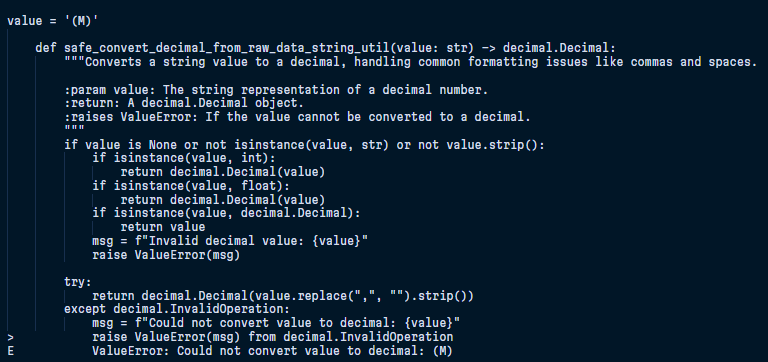 value = '(M)'
def safe_convert_decimal_from_raw_data_string_util(value: str) -> decimal.Decimal:
"""Converts a string value to a decimal, handling common formatting issues like commas and spaces.
:param value: The string representation of a decimal number.
:return: A decimal.Decimal object.
:raises ValueError: If the value cannot be converted to a decimal.
"""
if value is None or not isinstance(value, str) or not value.strip():
if isinstance(value, int):
return decimal.Decimal(value)
if isinstance(value, float):
return decimal.Decimal(value)
if isinstance(value, decimal.Decimal):
return value
msg = f"Invalid decimal value: {value}"
raise ValueError(msg)
try:
return decimal.Decimal(value.replace(",", "").strip())
except decimal.InvalidOperation:
msg = f"Could not convert value to decimal: {value}"
> raise ValueError(msg) from decimal.InvalidOperation
E ValueError: Could not convert value to decimal: (M)